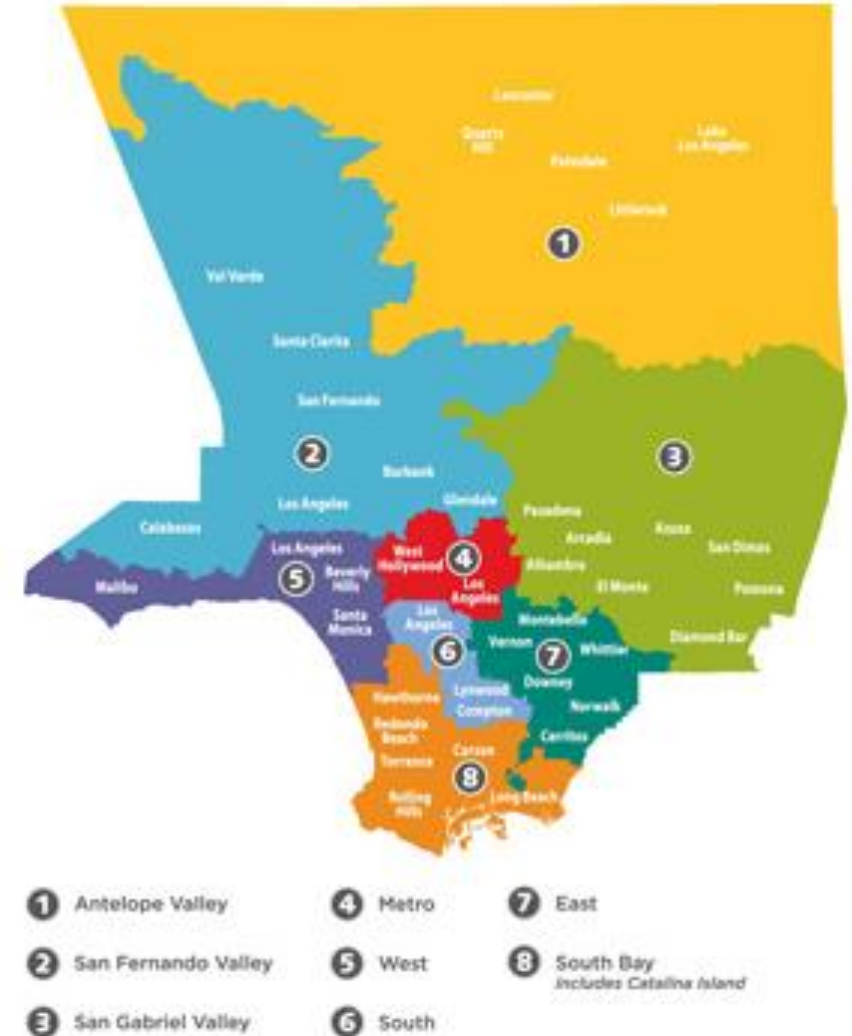 Lancaster
Quartz
Hill
Lake
Los Angeles
Palmdale
Littlerock
1
Val Verde
Santa Clarita
San Fernando
2
3
Burbank
Los Angeles
Glendale
Calabasas
Pasadena
Arcadia
Azusa
San Dimas
Los Angeles
West
Hollywood
4
Alhambra
5
Beverly
Hills
Malibu
Los
Angeles
El Monte
Pomona
Santa
Monica
Los
Angeles
Montebello
Diamond Bar
6
Vernon
7
Whittier
Downey
Lynwood
Compton
Hawthorne
Norwalk
Redondo
Beach
Cerritos
Carson
Torrance
8
Rolling
Hills
Long Beach
1 Antelope Valley
2 San Fernando Valley
3 San Gabriel Valley
4 Metro
5 West
6 South
7 East
8 South Bay
includes Catalina Island